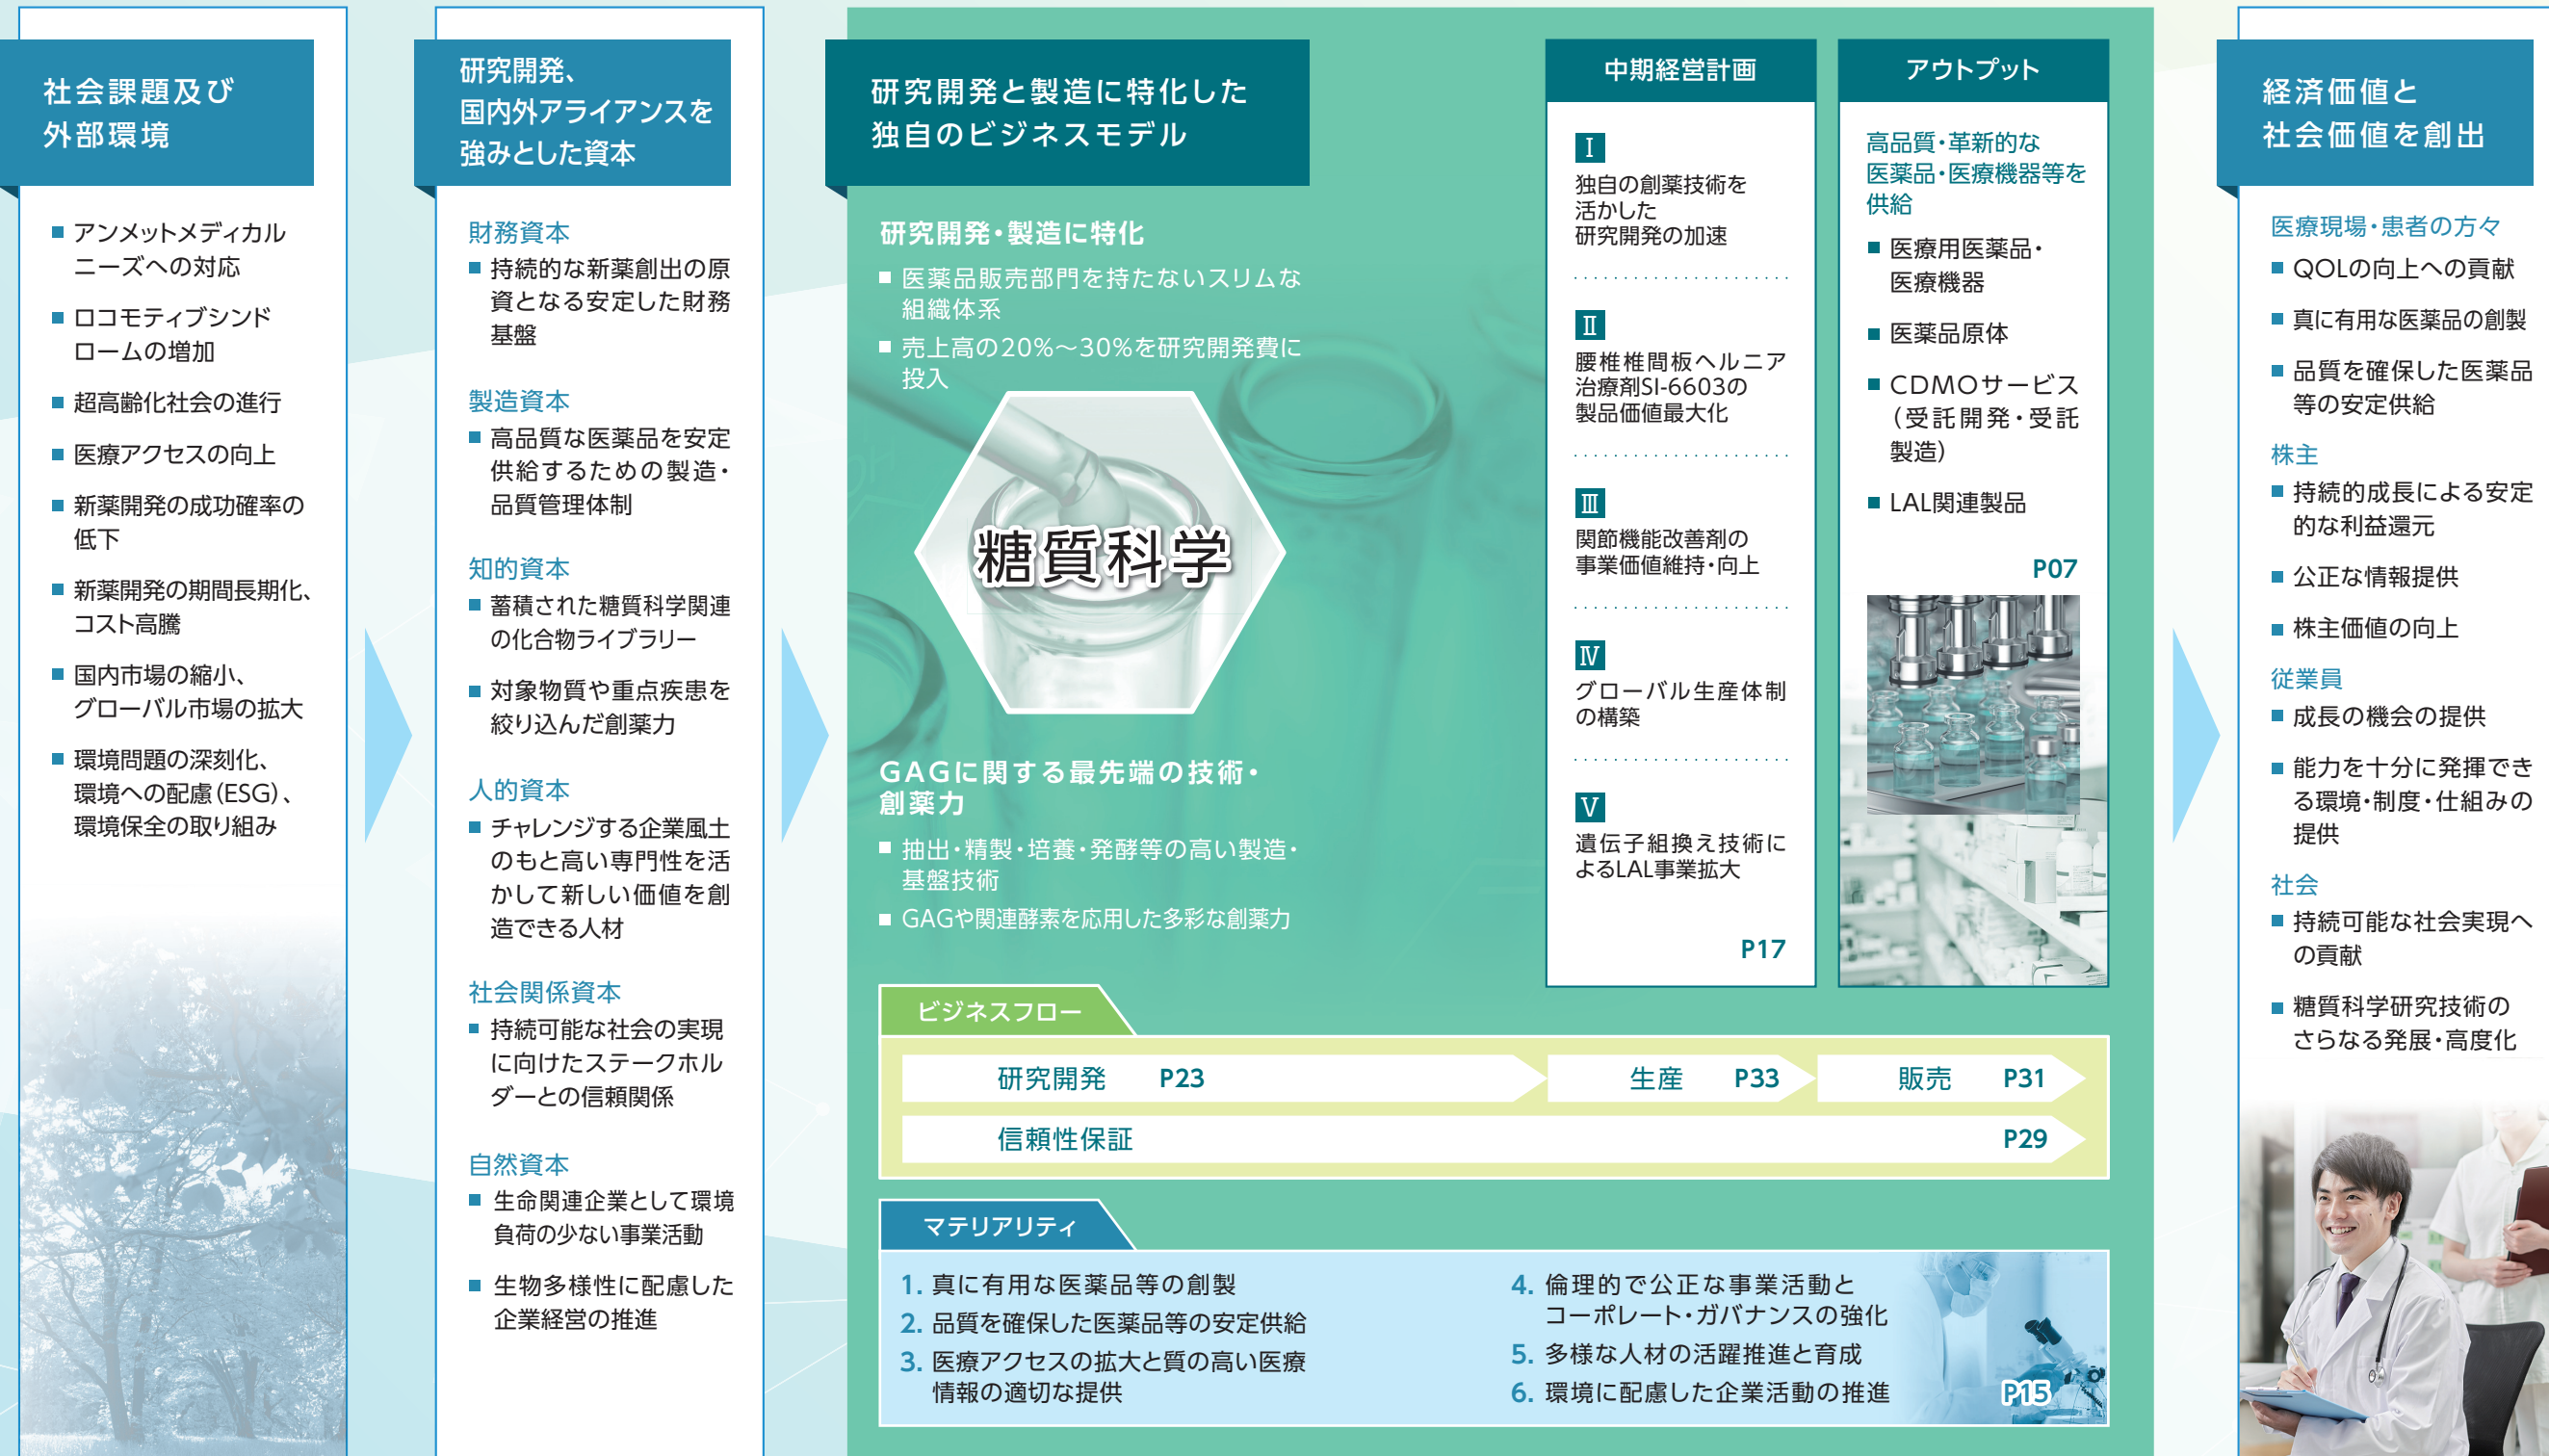 社会課題及び
外部環境
アンメットメディカル
ニーズへの対応
ロコモティブシンド
ロームの増加
超高齢化社会の進行
医療アクセスの向上
新薬開発の成功確率の
低下
新薬開発の期間長期化、
コスト高騰
国内市場の縮小、
グローバル市場の拡大
環境問題の深刻化、
環境への配慮（ESG）、
環境保全の取り組み
研究開発、
国内外アライアンスを
強みとした資本
財務資本
持続的な新薬創出の原
資となる安定した財務
基盤
製造資本
高品質な医薬品を安定
供給するための製造・
品質管理体制
知的資本
蓄積された糖質科学関連
の化合物ライブラリー
対象物質や重点疾患を
絞り込んだ創薬力
人的資本
チャレンジする企業風土
のもと高い専門性を活
かして新しい価値を創
造できる人材
社会関係資本
持続可能な社会の実現
に向けたステークホル
ダーとの信頼関係
自然資本
生命関連企業として環境
負荷の少ない事業活動
生物多様性に配慮した
企業経営の推進
研究開発と製造に特化した
独自のビジネスモデル
研究開発・製造に特化
医薬品販売部門を持たないスリムな
組織体系
売上高の20%～30%を研究開発費に
投入
糖質科学
GAGに関する最先端の技術・
創薬力
抽出・精製・培養・発酵等の高い製造・
基盤技術
GAGや関連酵素を応用した多彩な創薬力
中期経営計画
Ⅰ
独自の創薬技術を
活かした
研究開発の加速
Ⅱ
腰椎椎間板ヘルニア
治療剤SI-6603の
製品価値最大化
Ⅲ
関節機能改善剤の
事業価値維持・向上
Ⅳ
グローバル生産体制
の構築
Ⅴ
遺伝子組換え技術に
よるLAL事業拡大
P17
アウトプット
高品質・革新的な
医薬品・医療機器等を
供給
医療用医薬品・
医療機器
医薬品原体
CDMOサービス
（受託開発・受託
製造）
LAL関連製品
P07
ビジネスフロー
研究開発 P23
生産 P33
販売 P31
信頼性保証 P29
マテリアリティ
1. 真に有用な医薬品等の創製
2. 品質を確保した医薬品等の安定供給
3. 医療アクセスの拡大と質の高い医療
情報の適切な提供
4. 倫理的で公正な事業活動と
コーポレート・ガバナンスの強化
5. 多様な人材の活躍推進と育成
6. 環境に配慮した企業活動の推進
P15
経済価値と
社会価値を創出
医療現場・患者の方々
QOLの向上への貢献
真に有用な医薬品の創製
品質を確保した医薬品
等の安定供給
株主
持続的成長による安定
的な利益還元
公正な情報提供
株主価値の向上
従業員
成長の機会の提供
能力を十分に発揮でき
る環境・制度・仕組みの
提供
社会
持続可能な社会実現へ
の貢献
糖質科学研究技術の
さらなる発展・高度化